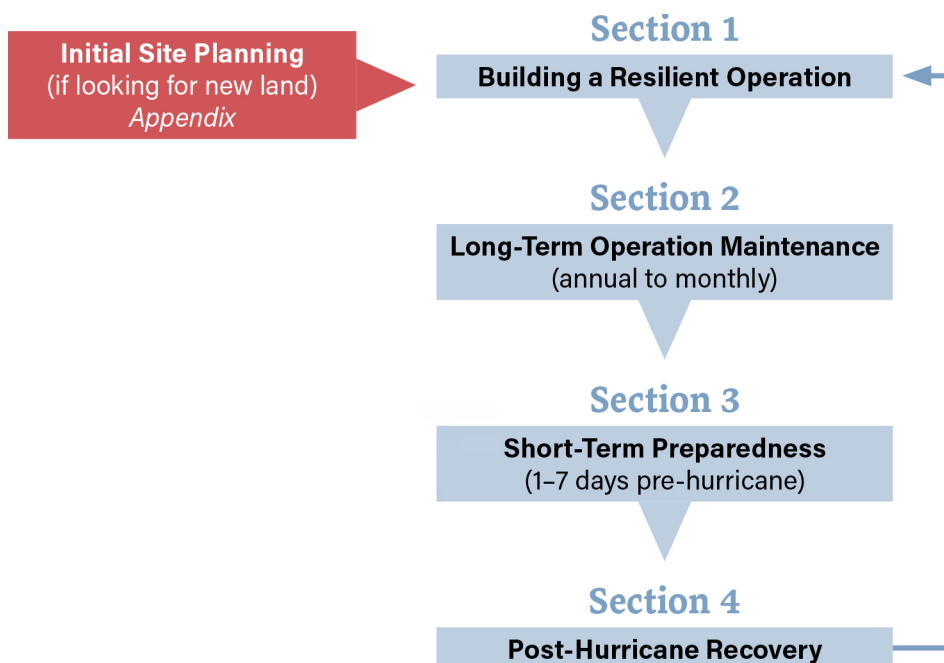 Initial Site Planning
(if looking for new land)
Appendix
Section 1
Building a Resilient Operation
Section 2
Long-Term Operation Maintenance
(annual to monthly)
Section 3
Short-Term Preparedness
(1–7 days pre-hurricane)
Section 4
Post-Hurricane Recovery